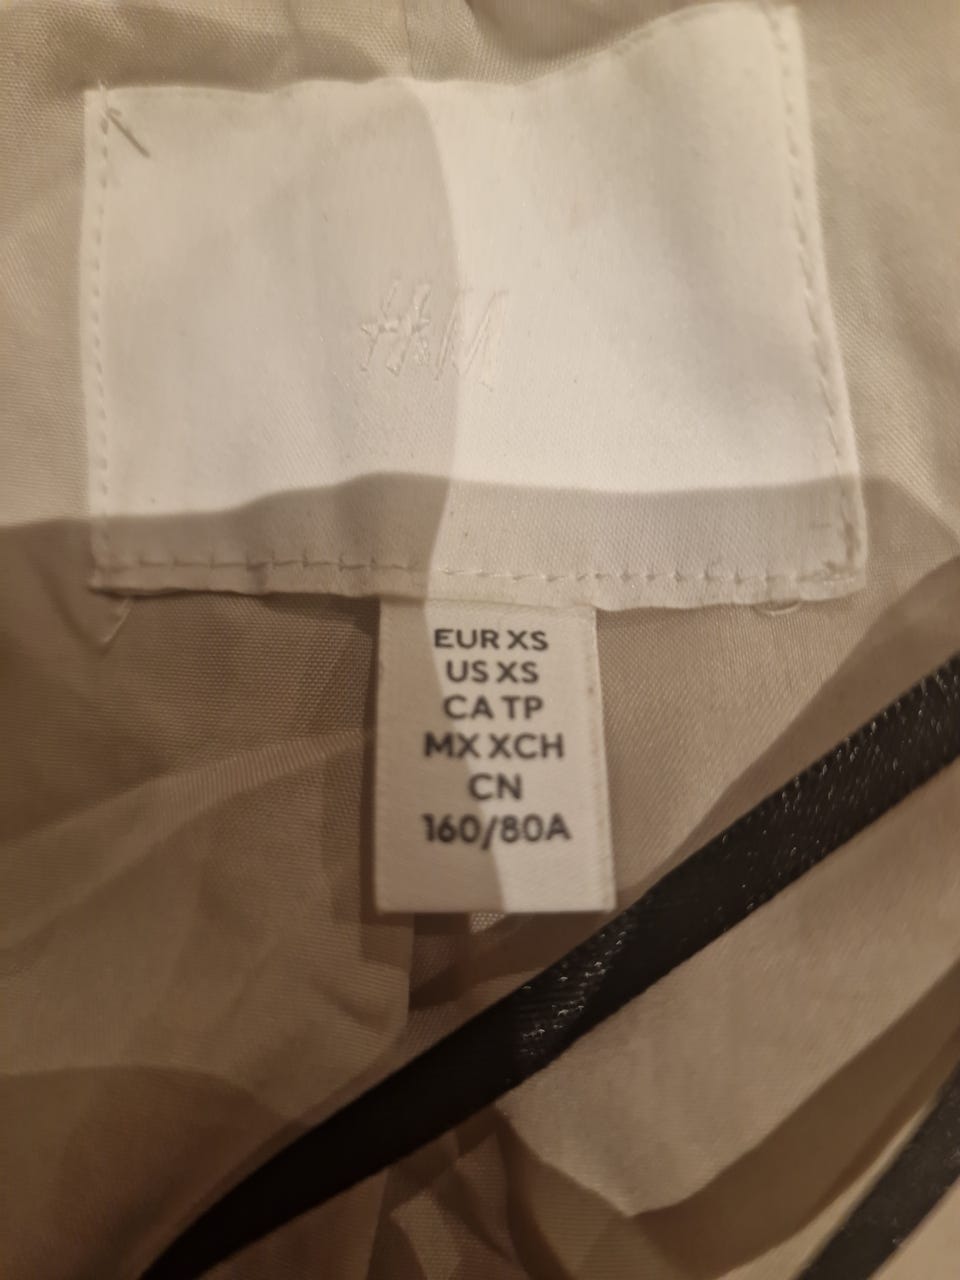 H&M
EUR XS
US XS
CA TP
MX XCH
CN
160/80A